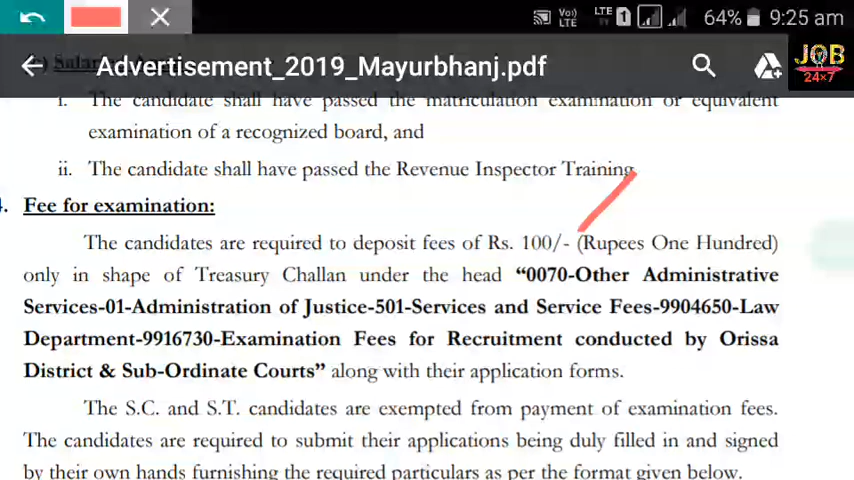 Vo))
LTE
LTE
1
64%
9:25 am
Advertisement_2019_Mayurbhanj.pdf
JOB
24×7
i. The candidate shall have passed the matriculation examination or equivalent
examination of a recognized board, and
ii. The candidate shall have passed the Revenue Inspector Training
4. Fee for examination:
The candidates are required to deposit fees of Rs. 100/- (Rupees One Hundred)
only in shape of Treasury Challan under the head “0070-Other Administrative
Services-01-Administration of Justice-501-Services and Service Fees-9904650-Law
Department-9916730-Examination Fees for Recruitment conducted by Orissa
District & Sub-Ordinate Courts” along with their application forms.
The S.C. and S.T. candidates are exempted from payment of examination fees.
The candidates are required to submit their applications being duly filled in and signed
by their own hands furnishing the required particulars as per the format given below.